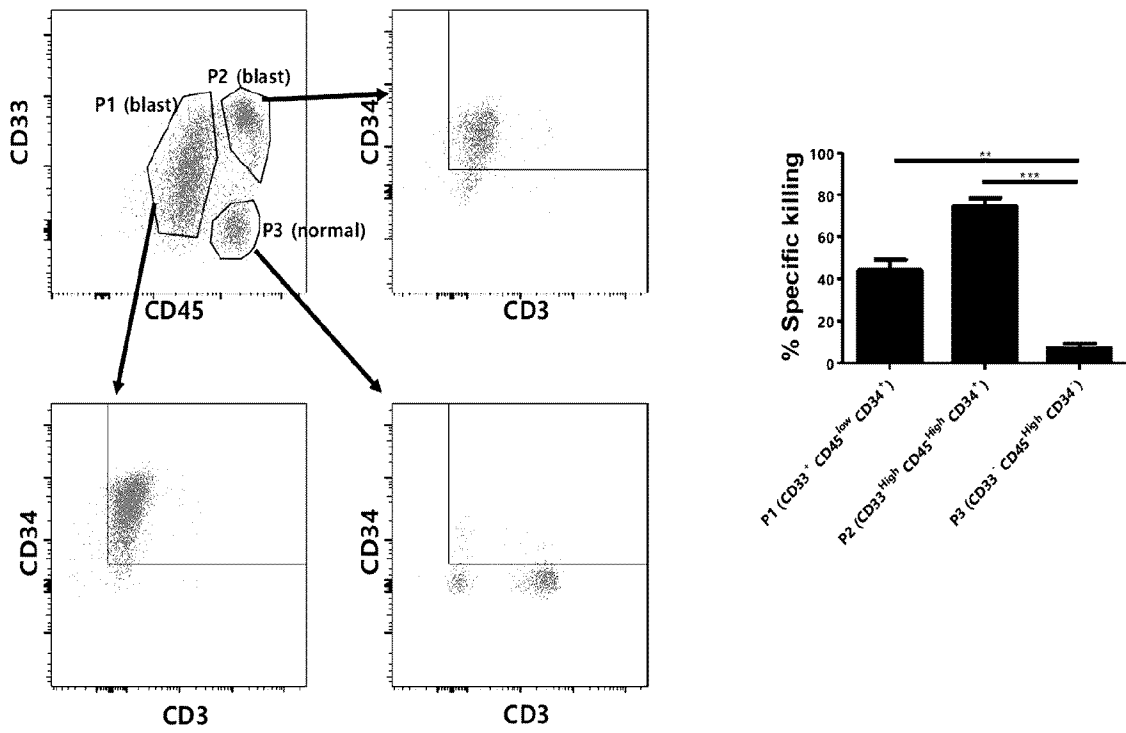 P2 (blast)
P1 (blast)
P3 (normal)
CD33
CD45
CD34
CD3
CD34
CD3
CD34
CD3
% Specific killing
100
80
60
40
20
0
**
***
P1 (CD33⁺ CD45ˡᵒʷ CD34⁺)
P2 (CD33ᴴⁱᵍʰ CD45ᴴⁱᵍʰ CD34⁺)
P3 (CD33⁻ CD45ᴴⁱᵍʰ CD34⁻)